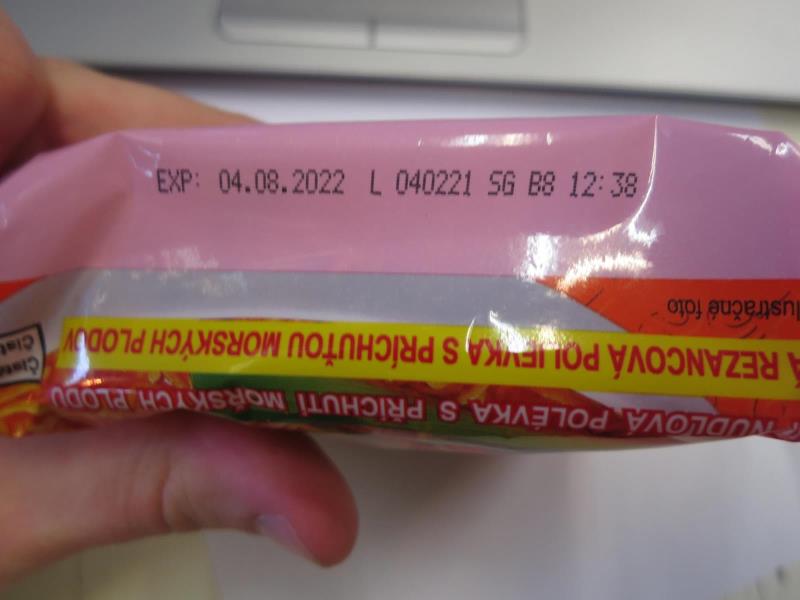 EXP: 04.08.2022 L 040221 SG B8 12:38
lustračné foto
REZANCOVÁ POLIEVKA S PRÍCHUŤOU MORSKÝCH PLODOV
NUDLOVÁ POLÉVKA S PŘÍCHUTÍ MOŘSKÝCH PLODŮ